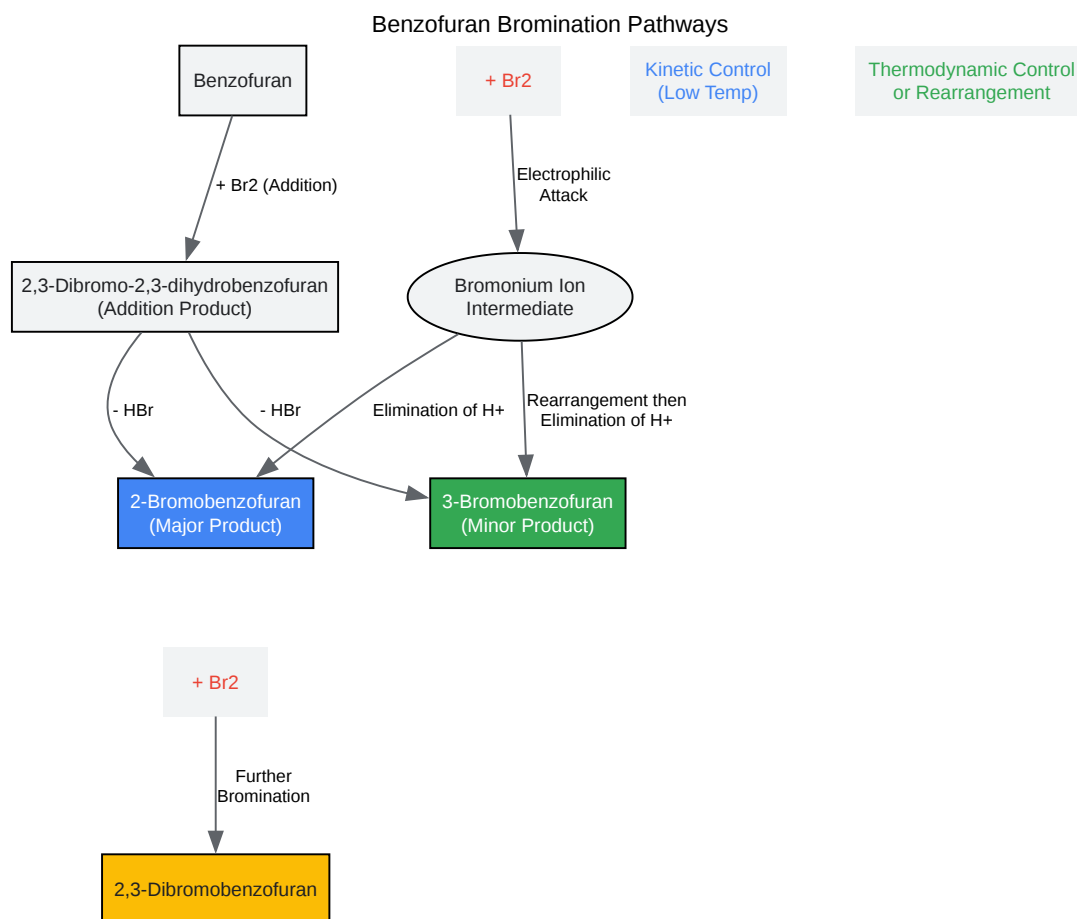 Benzofuran Bromination Pathways
Benzofuran
+ Br2
Kinetic Control
(Low Temp)
Thermodynamic Control
or Rearrangement
+ Br2 (Addition)
Electrophilic
Attack
2,3-Dibromo-2,3-dihydrobenzofuran
(Addition Product)
Bromonium Ion
Intermediate
- HBr
- HBr
Elimination of H+
Rearrangement then
Elimination of H+
2-Bromobenzofuran
(Major Product)
3-Bromobenzofuran
(Minor Product)
+ Br2
Further
Bromination
2,3-Dibromobenzofuran